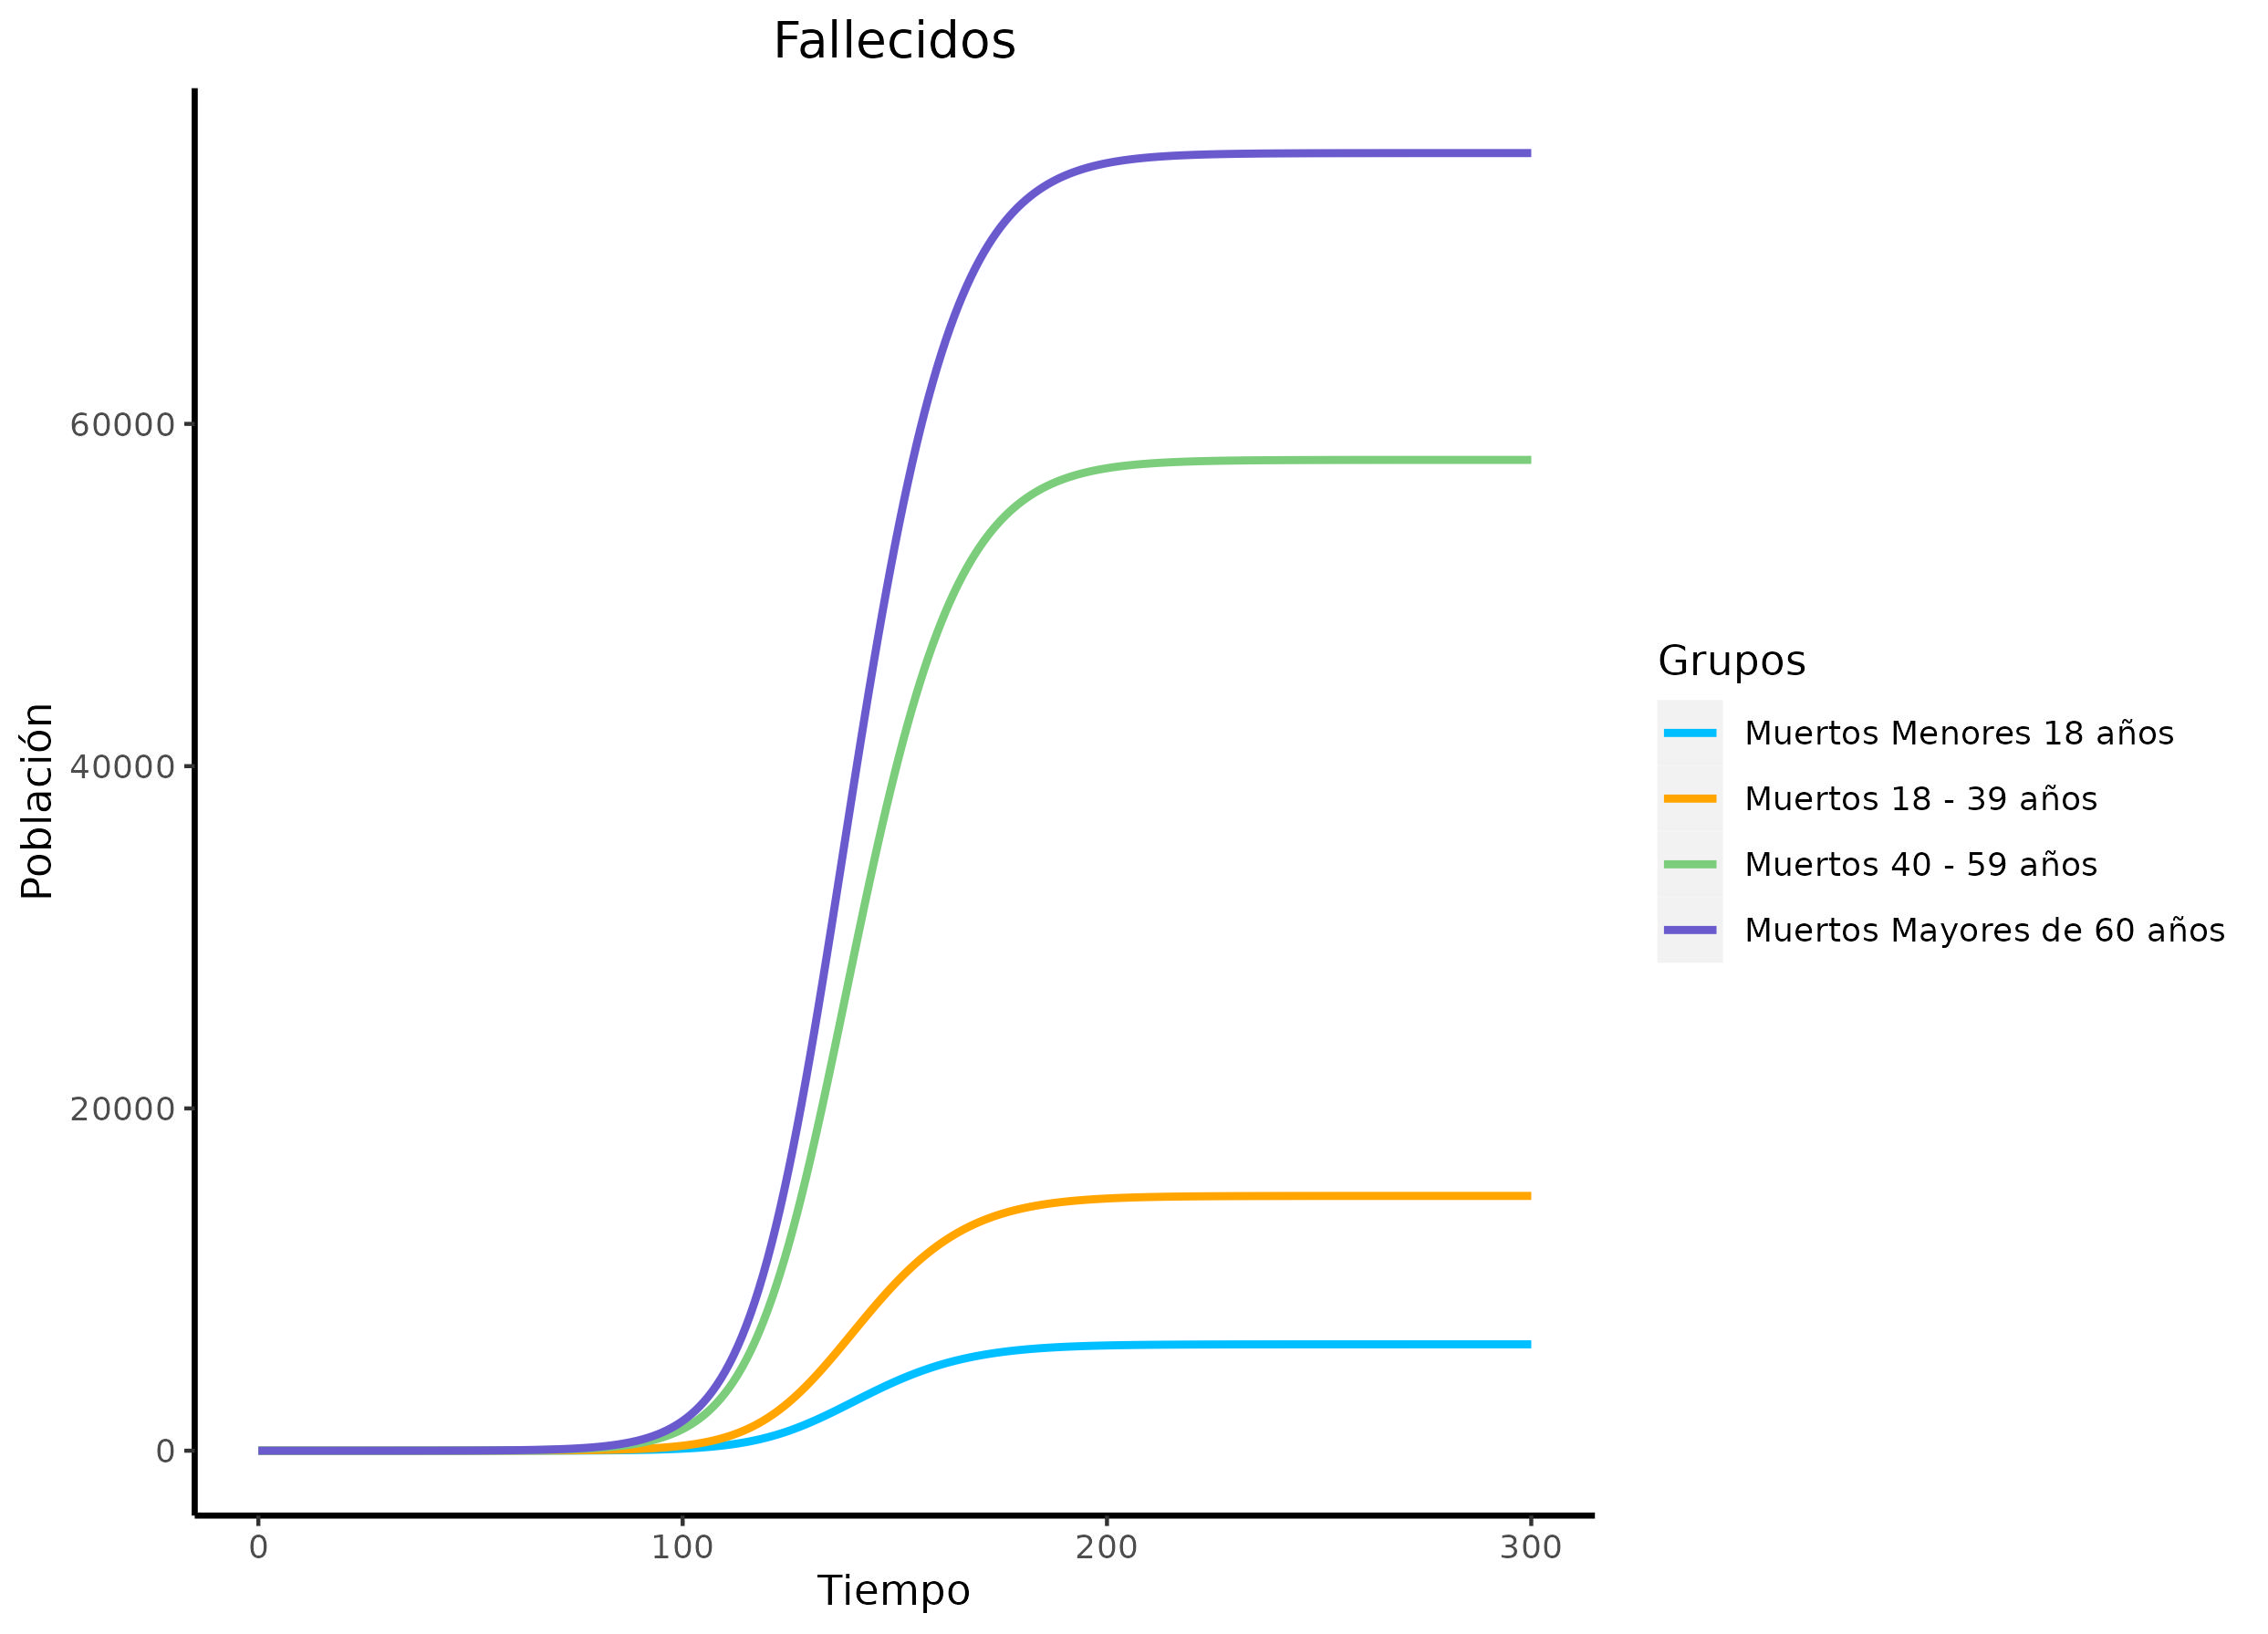 Fallecidos
Población
60000
40000
20000
0
0 100 200 300
Tiempo
Grupos
Muertos Menores 18 años
Muertos 18 - 39 años
Muertos 40 - 59 años
Muertos Mayores de 60 años